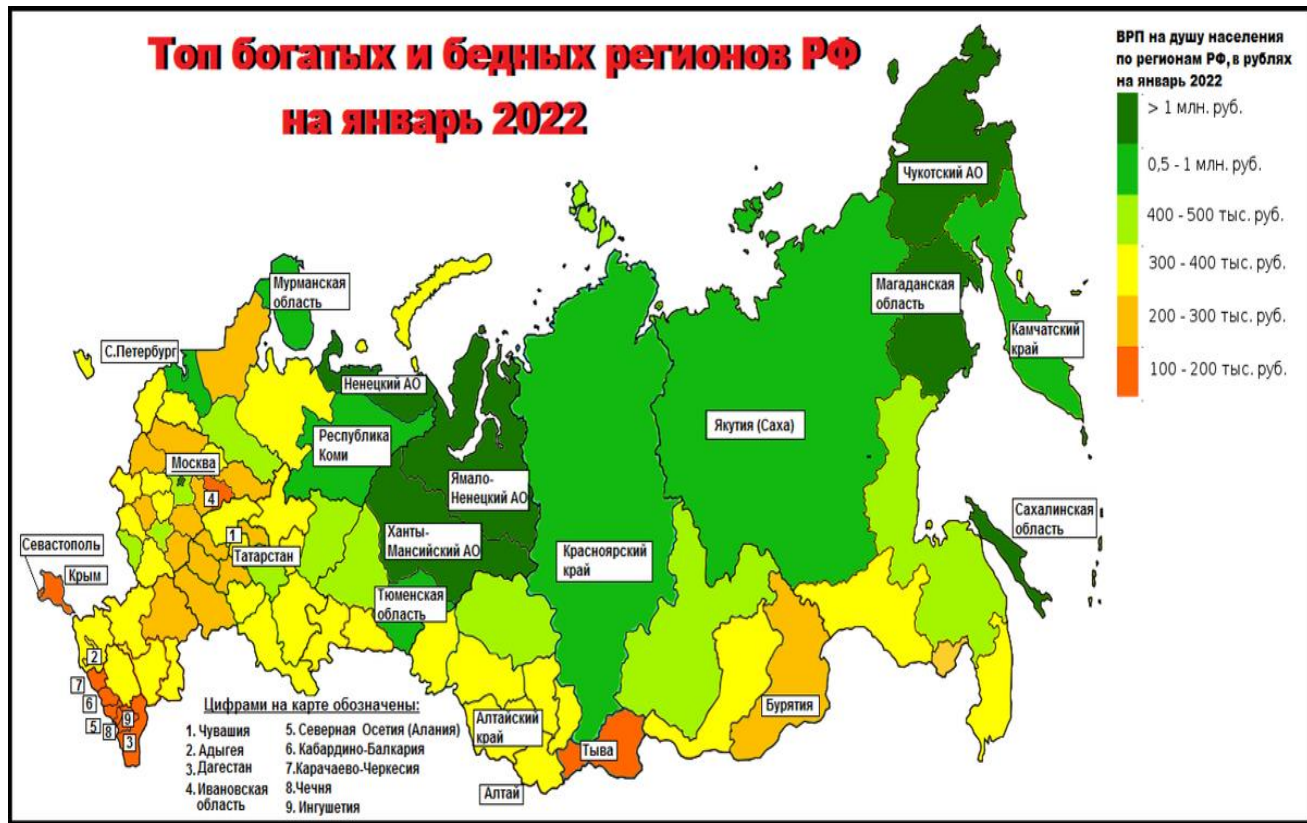 Топ богатых и бедных регионов РФ
на январь 2022
ВРП на душу населения
по регионам РФ, в рублях
на январь 2022
> 1 млн. руб.
0,5 - 1 млн. руб.
400 - 500 тыс. руб.
300 - 400 тыс. руб.
200 - 300 тыс. руб.
100 - 200 тыс. руб.
Чукотский АО
Мурманская
область
Магаданская
область
Камчатский
край
С.Петербург
Ненецкий АО
Республика
Коми
Якутия (Саха)
Москва
Ямало-
Ненецкий АО
4
Сахалинская
область
Севастополь
Ханты-
Мансийский АО
1
Татарстан
Красноярский
край
Крым
Тюменская
область
2
7
6
5
8
9
3
Бурятия
Алтайский
край
Тыва
Алтай
Цифрами на карте обозначены:
1. Чувашия
2. Адыгея
3. Дагестан
4. Ивановская
область
5. Северная Осетия (Алания)
6. Кабардино-Балкария
7.Карачаево-Черкесия
8.Чечня
9. Ингушетия